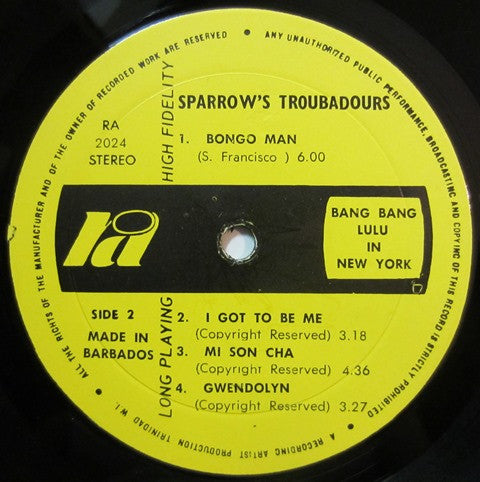 ALL THE RIGHTS OF THE MANUFACTURER AND OF THE OWNER OF RECORDED WORK ARE RESERVED • ANY UNAUTHORIZED PUBLIC PERFORMANCE, BROADCASTING AND COPYING OF THIS RECORD IS STRICTLY PROHIBITED •
A RECORDING ARTIST PRODUCTION TRINIDAD W.I. •
SPARROW'S TROUBADOURS
RA
2024
STEREO
HIGH FIDELITY
1. BONGO MAN
(S. Francisco ) 6.00
ra
BANG BANG
LULU
IN
NEW YORK
SIDE 2
MADE IN
BARBADOS
LONG PLAYING
2. I GOT TO BE ME
(Copyright Reserved) 3.18
3. MI SON CHA
(Copyright Reserved) 4.36
4. GWENDOLYN
(Copyright Reserved) 3.27